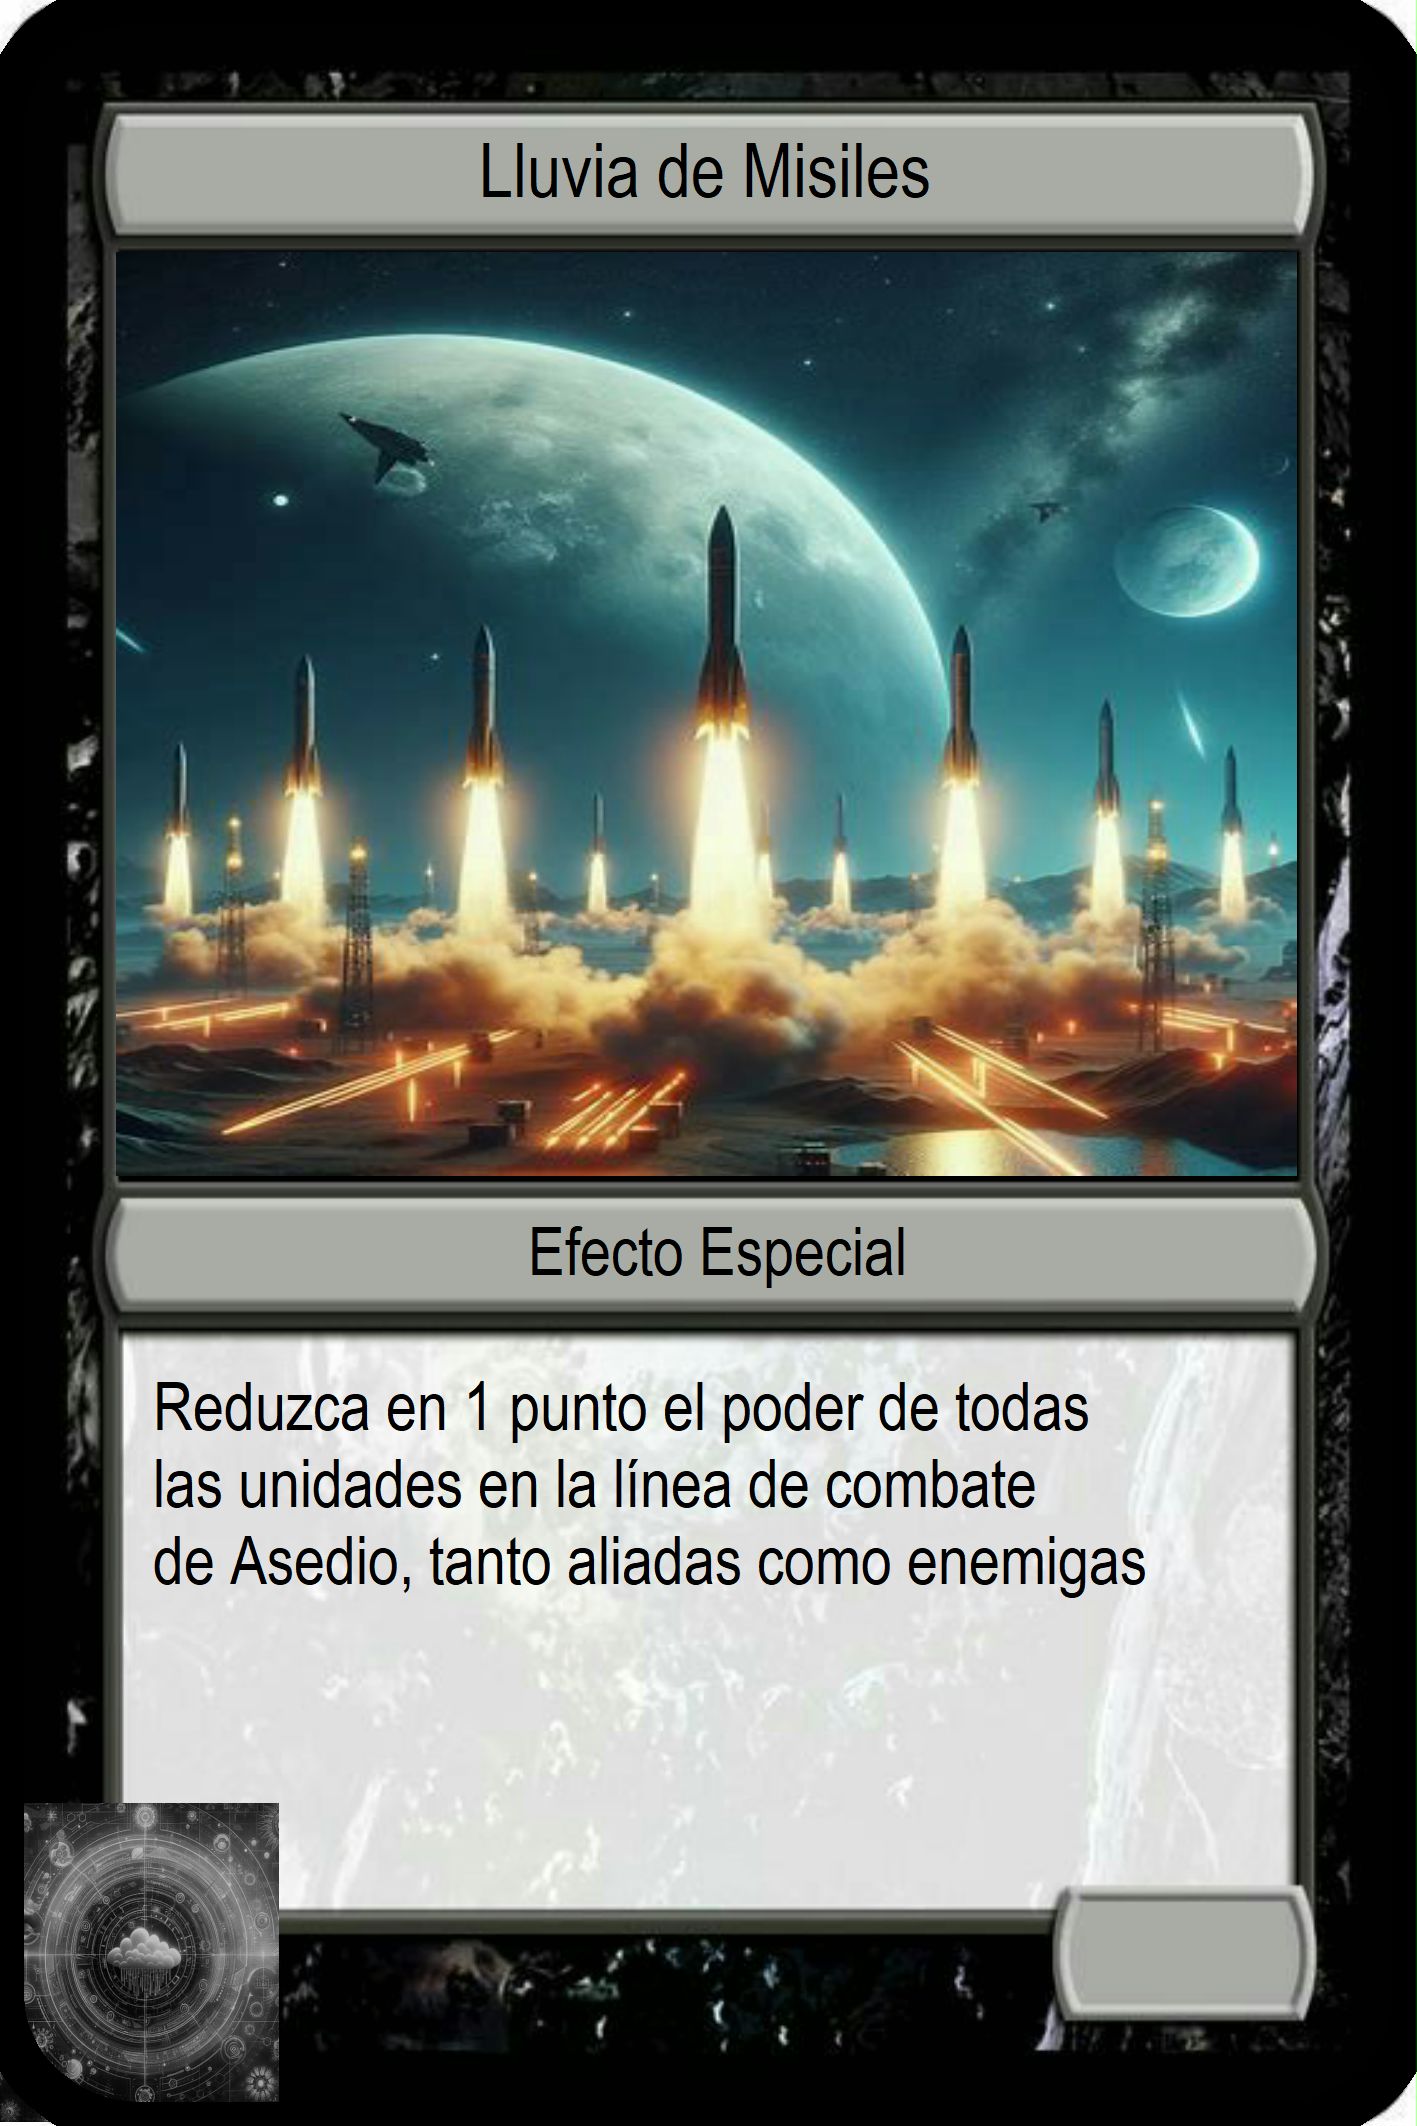 Lluvia de Misiles
Efecto Especial
Reduzca en 1 punto el poder de todas
las unidades en la línea de combate
de Asedio, tanto aliadas como enemigas